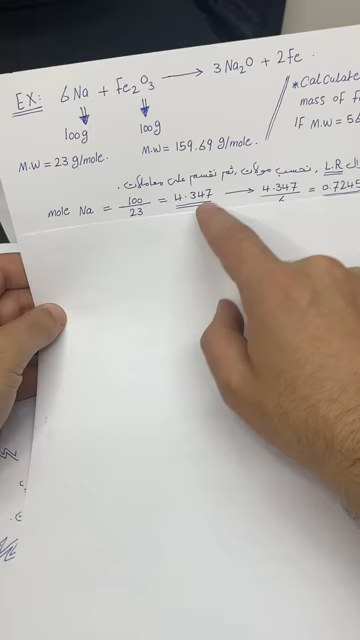 EX: 6Na + Fe₂O₃ ⟶ 3Na₂O + 2Fe.
100g 100g
M.W = 23 g/mole. M.W = 159.69 g/mole.
*Calculate
mass of
If M.W = 56
L.R , نحسب مولات ، ثم نقسم على معاملات .
mole Na = 100/23 = 4.347 ⟶ 4.347/6 = 0.7245